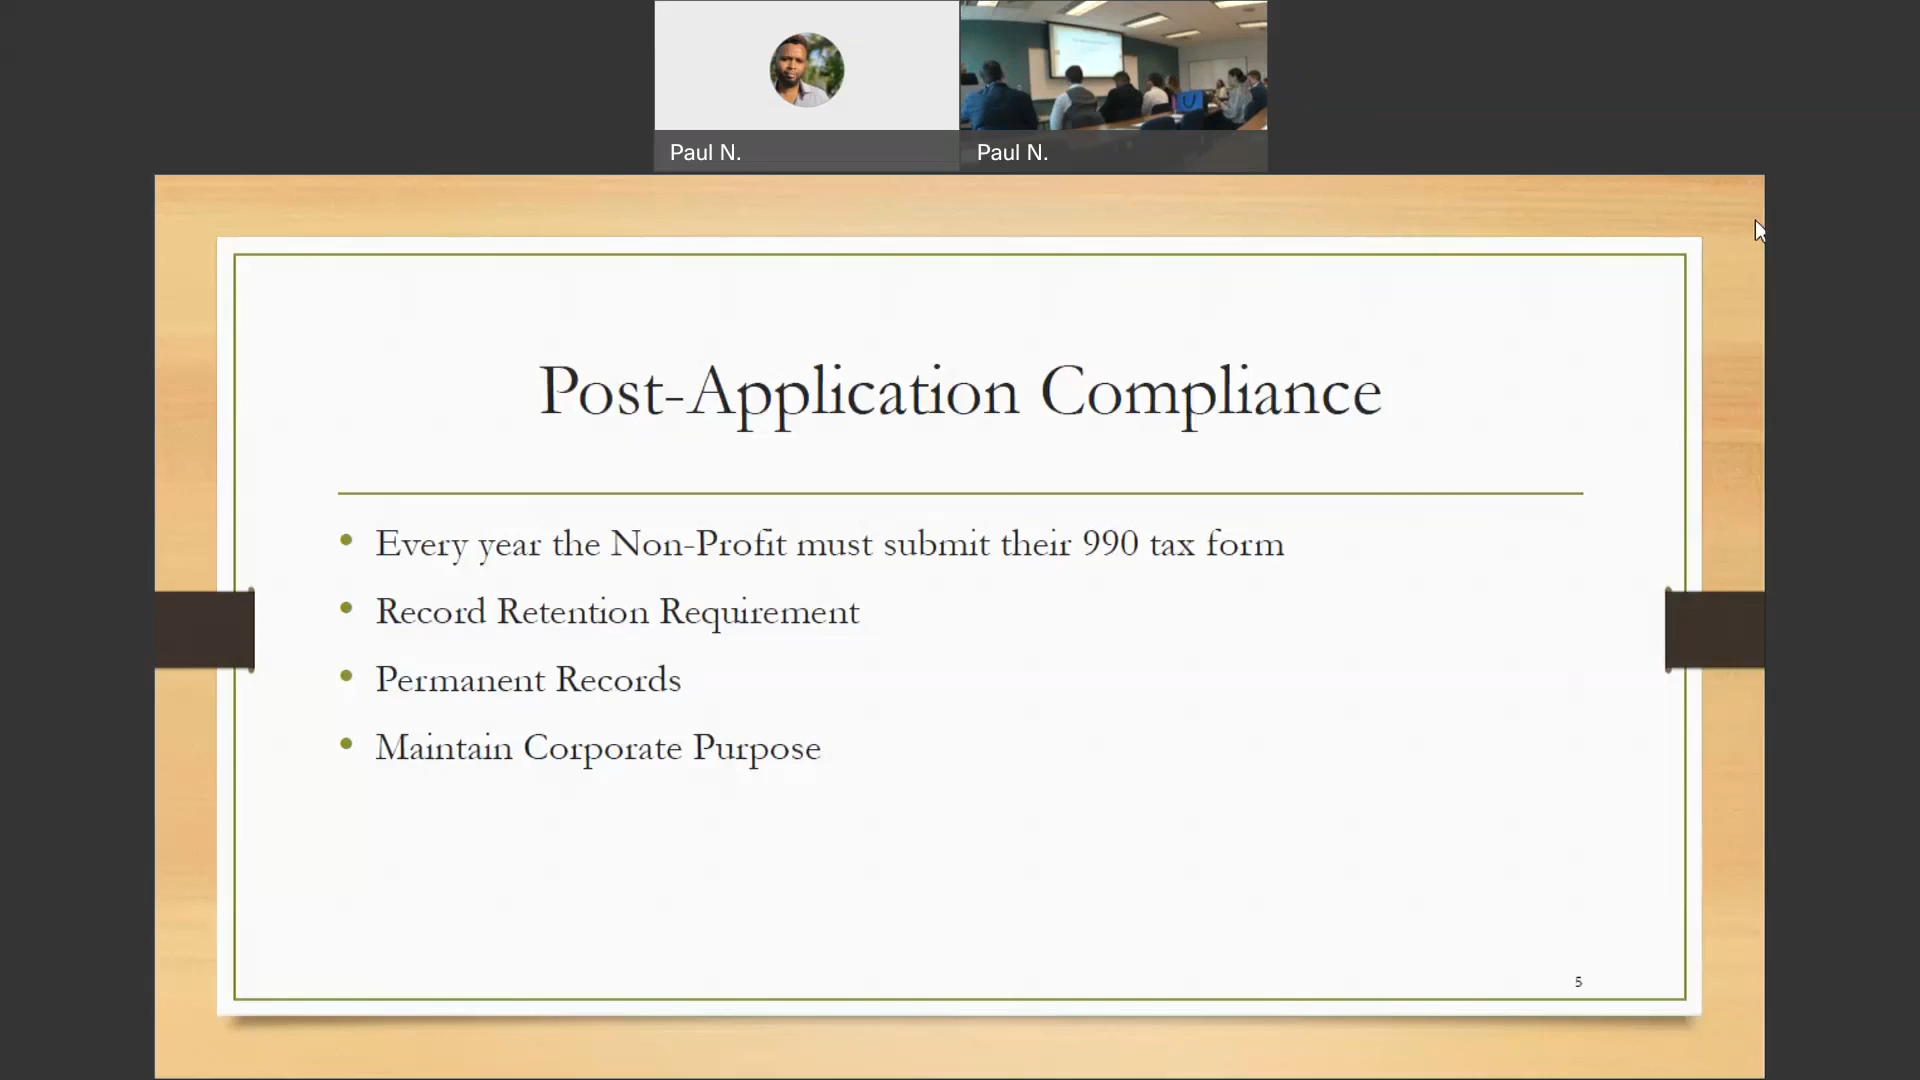 Paul N.
Paul N.
Post-Application Compliance
• Every year the Non-Profit must submit their 990 tax form
• Record Retention Requirement
• Permanent Records
• Maintain Corporate Purpose
5